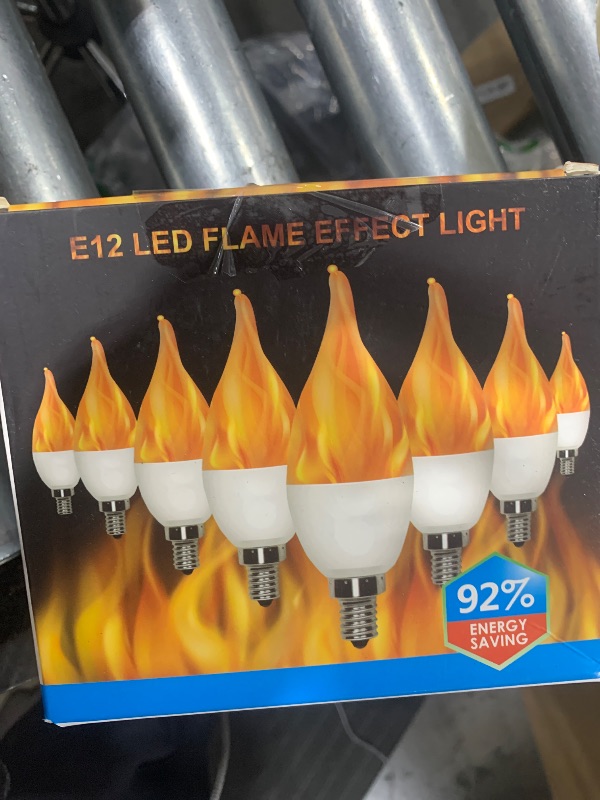 E12 LED FLAME EFFECT LIGHT
92%
ENERGY
SAVING